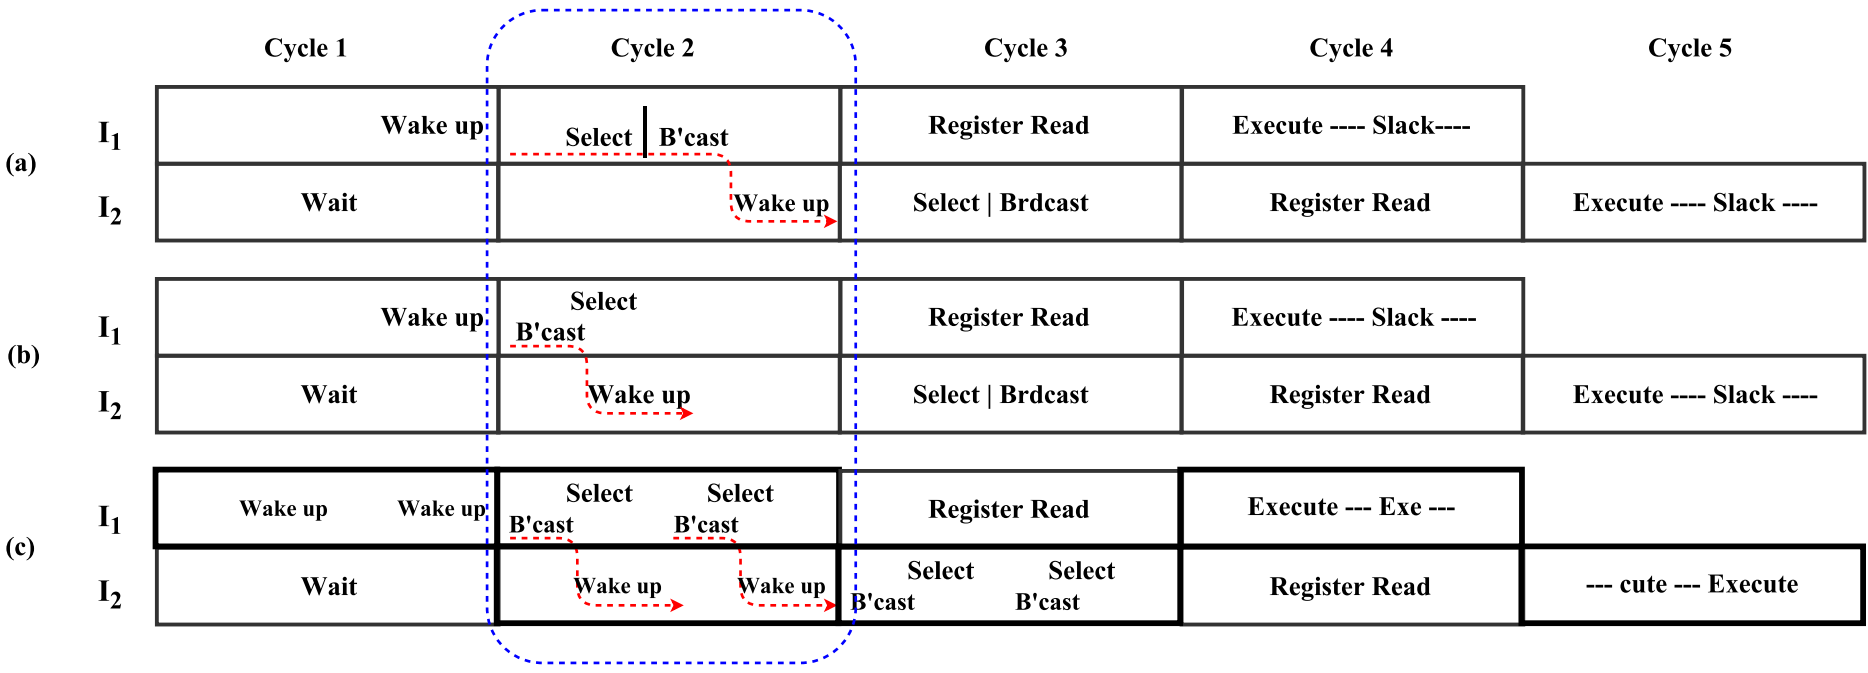 Cycle 1 Cycle 2 Cycle 3 Cycle 4 Cycle 5
(a)
I1 Wake up Select | B'cast Register Read Execute ---- Slack----
I2 Wait Wake up Select | Brdcast Register Read Execute ---- Slack ----
(b)
I1 Wake up Select B'cast Register Read Execute ---- Slack ----
I2 Wait Wake up Select | Brdcast Register Read Execute ---- Slack ----
(c)
I1 Wake up Wake up Select Select B'cast B'cast Register Read Execute --- Exe ---
I2 Wait Wake up Wake up Select Select B'cast B'cast Register Read --- cute --- Execute